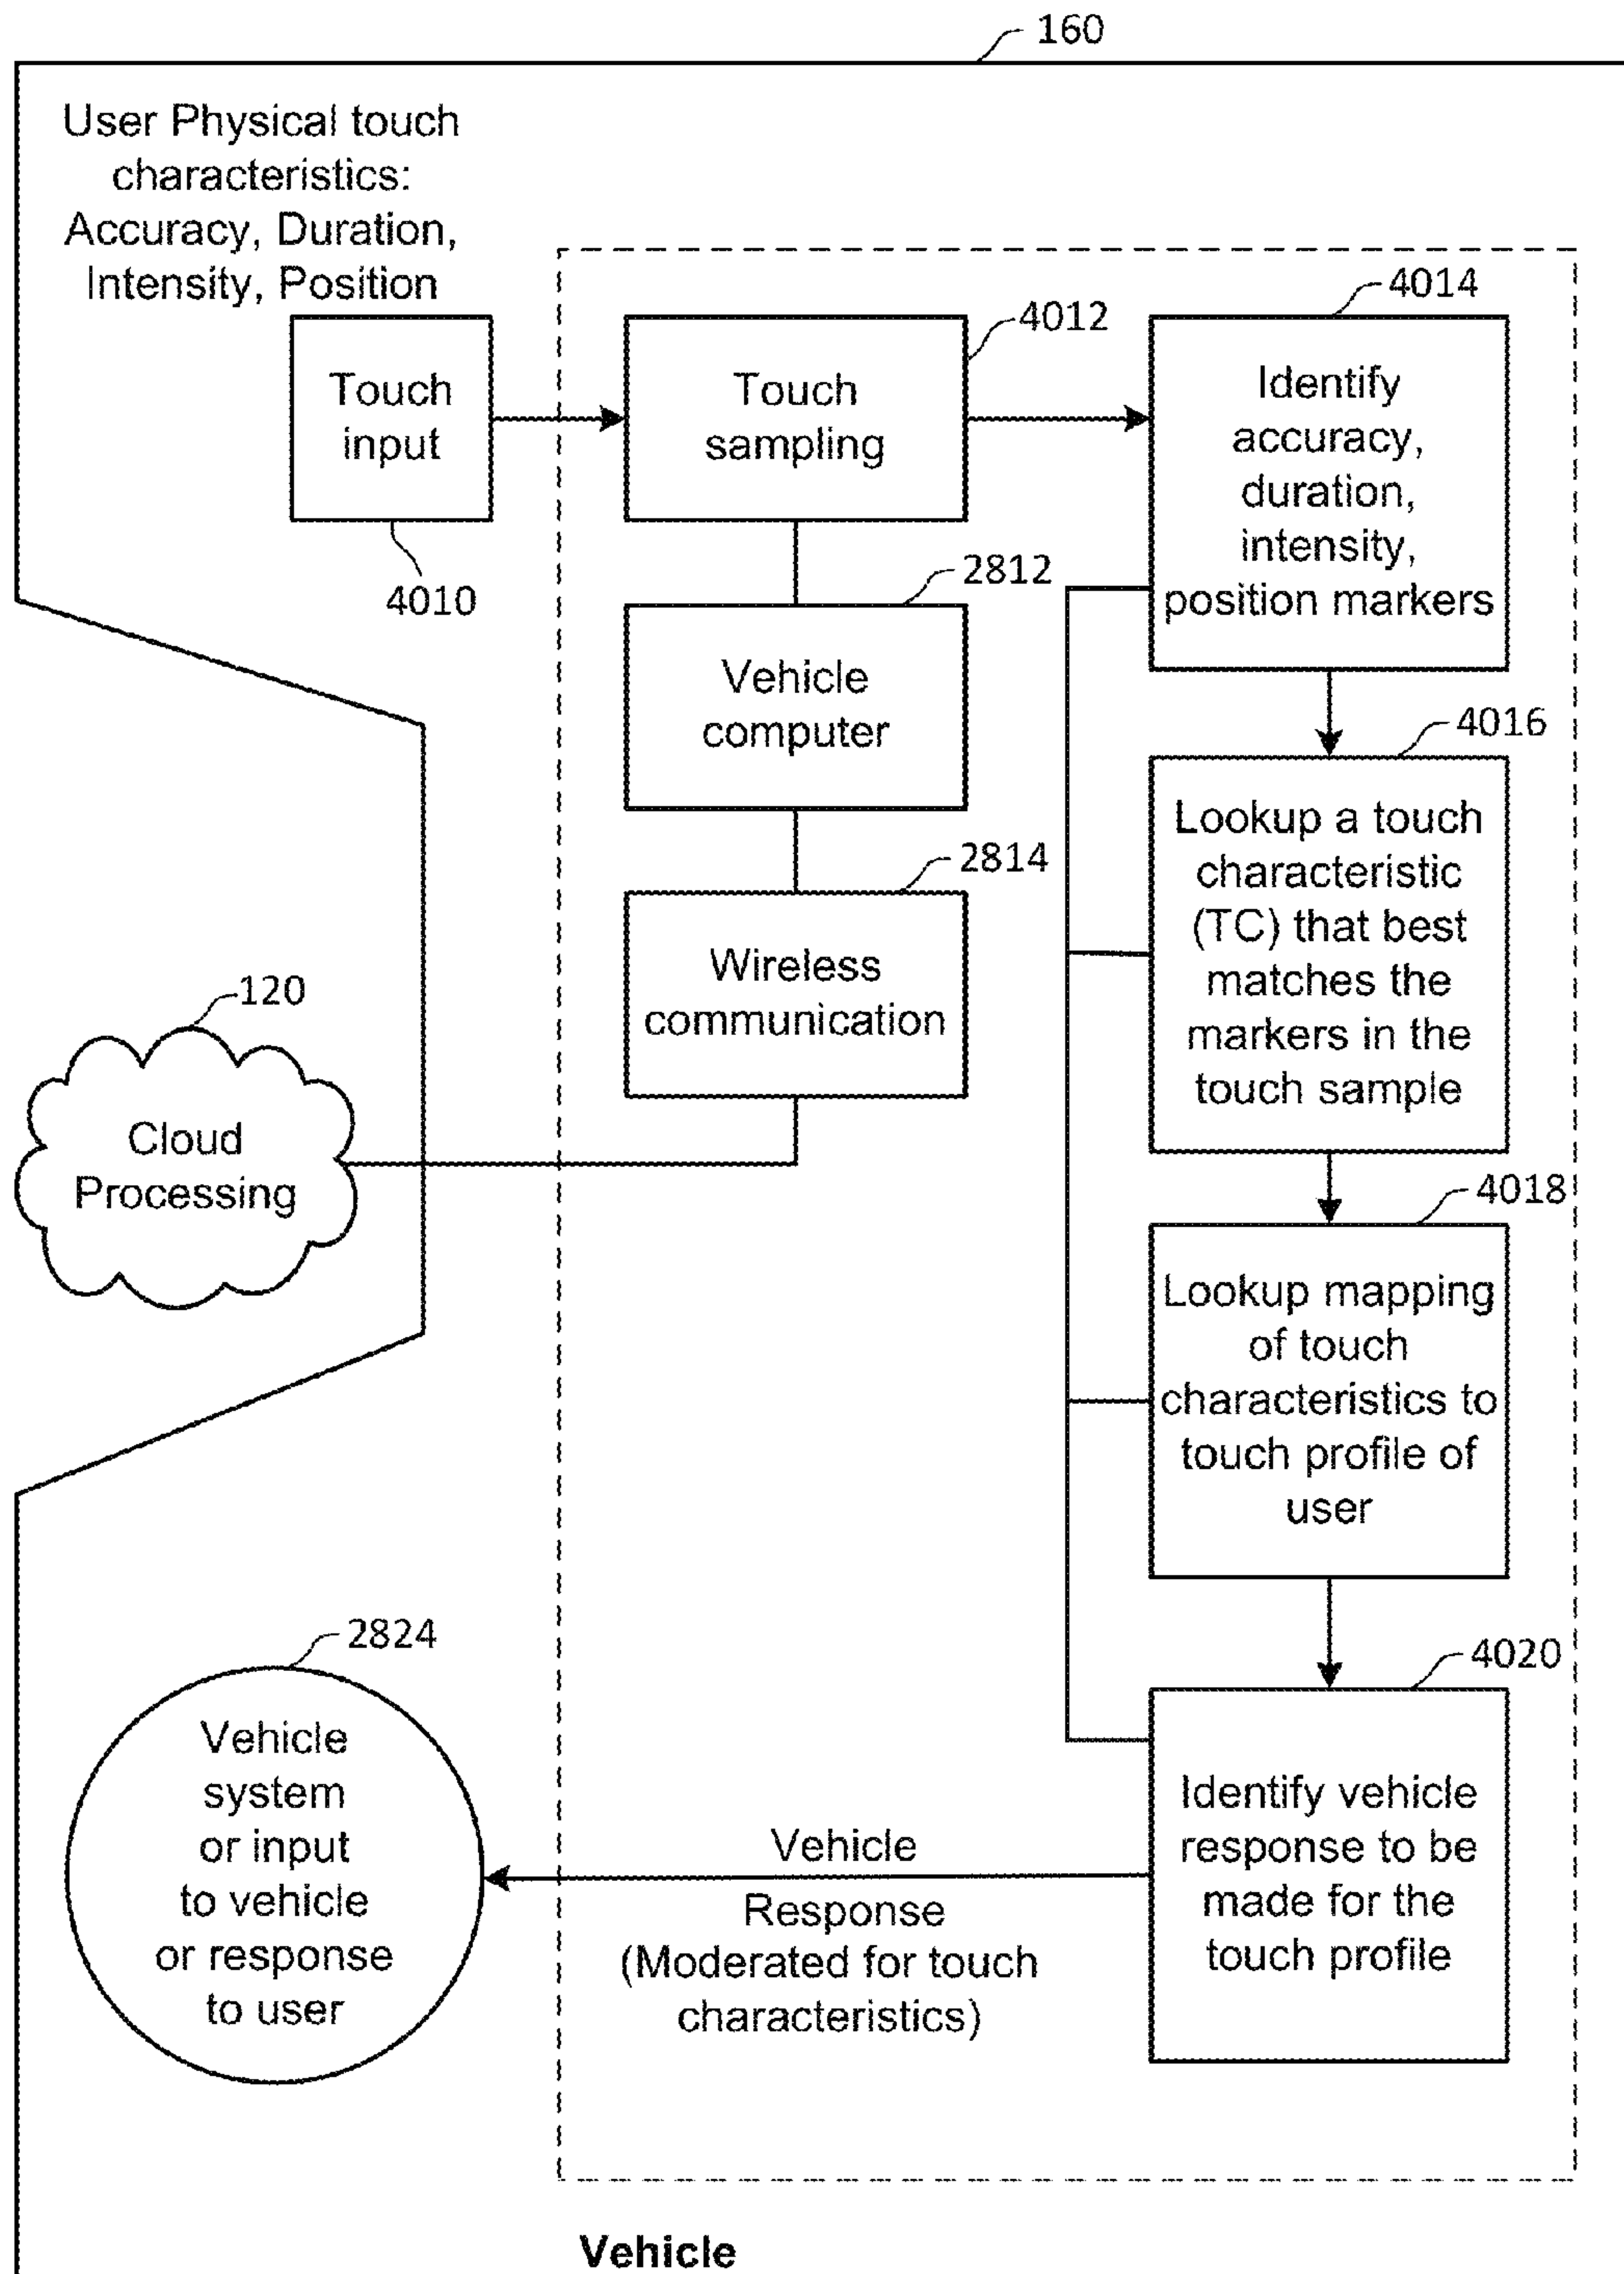 160
User Physical touch
characteristics:
Accuracy, Duration,
Intensity, Position
Touch
input
4010
Touch
sampling
4012
Identify
accuracy,
duration,
intensity,
position markers
4014
Vehicle
computer
2812
Wireless
communication
2814
Cloud
Processing
120
Lookup a touch
characteristic
(TC) that best
matches the
markers in the
touch sample
4016
Lookup mapping
of touch
characteristics to
touch profile of
user
4018
Identify vehicle
response to be
made for the
touch profile
4020
Vehicle
Response
(Moderated for touch
characteristics)
2824
Vehicle
system
or input
to vehicle
or response
to user
Vehicle